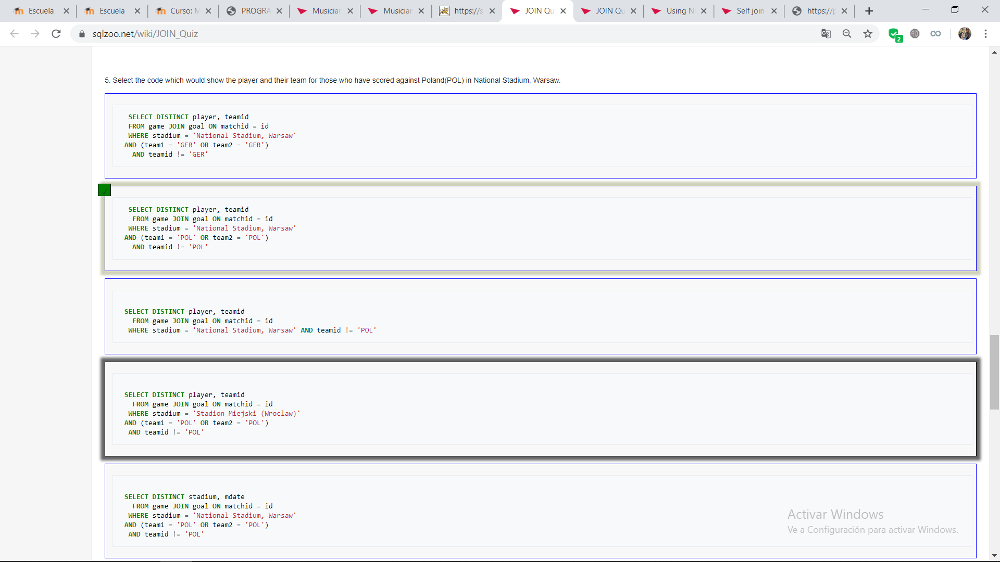 Escuela
Escuela
Curso: M
PROGRA
Musician
Musician
https://s
JOIN Qu
JOIN Qu
Using N
Self join
https://p
sqlzoo.net/wiki/JOIN_Quiz
2
5. Select the code which would show the player and their team for those who have scored against Poland(POL) in National Stadium, Warsaw.
SELECT DISTINCT player, teamid
FROM game JOIN goal ON matchid = id
WHERE stadium = 'National Stadium, Warsaw'
AND (team1 = 'GER' OR team2 = 'GER')
AND teamid != 'GER'
SELECT DISTINCT player, teamid
FROM game JOIN goal ON matchid = id
WHERE stadium = 'National Stadium, Warsaw'
AND (team1 = 'POL' OR team2 = 'POL')
AND teamid != 'POL'
SELECT DISTINCT player, teamid
FROM game JOIN goal ON matchid = id
WHERE stadium = 'National Stadium, Warsaw' AND teamid != 'POL'
SELECT DISTINCT player, teamid
FROM game JOIN goal ON matchid = id
WHERE stadium = 'Stadion Miejski (Wroclaw)'
AND (team1 = 'POL' OR team2 = 'POL')
AND teamid != 'POL'
SELECT DISTINCT stadium, mdate
FROM game JOIN goal ON matchid = id
WHERE stadium = 'National Stadium, Warsaw'
AND (team1 = 'POL' OR team2 = 'POL')
AND teamid != 'POL'
Activar Windows
Ve a Configuración para activar Windows.